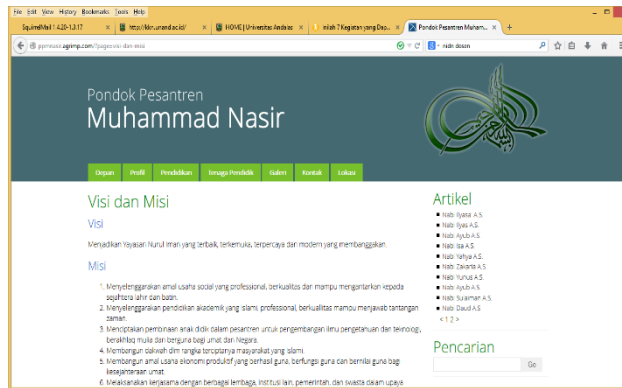 File Edit View History Bookmarks Tools Help
SquirrelMail 1.4.20-1.3.17
http://kkn.unand.ac.id/
HOME | Universitas Andalas
inilah 7 Kegiatan yang Dap...
Pondok Pesantren Muham...
agrimp.com/?page=visi-dan-misi
nidn dosen
Pondok Pesantren
Muhammad Nasir
Depan Profil Pendidikan Tenaga Pendidik Galeri Kontak Lokasi
Visi dan Misi
Visi
Menjadikan Yayasan Nurul Iman yang terbaik, terkemuka, terpercaya dan modern yang membanggakan.
Misi
1. Menyelenggarakan amal usaha social yang professional, berkualitas dan mampu mengantarkan kepada
sejahtera lahir dan batin.
2. Menyelenggarakan pendidikan akademik yang islami, professional, berkualitas mampu menjawab tantangan
zaman.
3. Menciptakan pembinaan anak didik dalam pesantren untuk pengembangan ilmu pengetahuan dan teknologi,
berakhlaq mulia dan berguna bagi umat dan Negara.
4. Membangun dakwah dim rangka terciptanya masyarakat yang islami.
5. Membangun amal usaha ekonomi produktif yang berhasil guna, berfungsi guna dan bernilai guna bagi
kesejahteraan umat.
6. Melaksanakan kerjasama dengan berbagai lembaga, institusi lain, pemerintah, dan swasta dalam upaya
Artikel
Nabi Ilyasa A.S.
Nabi Ilyas A.S.
Nabi Ayub A.S
Nabi Isa A.S.
Nabi Yahya A.S.
Nabi Zakaria A.S.
Nabi Yunus A.S.
Nabi Ayub A.S
Nabi Sulaiman A.S.
Nabi Daud A.S
< 1 2 >
Pencarian
Go